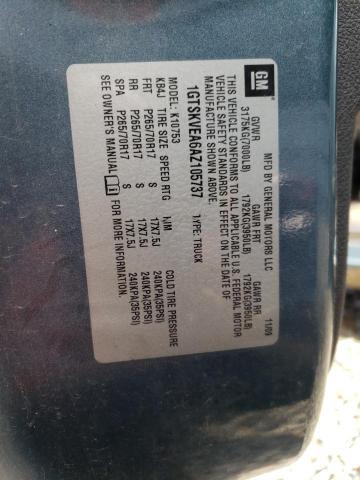 GM
MFD BY GENERAL MOTORS LLC 11/09
GVWR GAWR FRT GAWR RR
3175KG(7000LB) 1792KG(3950LB) 1792KG(3950LB)
THIS VEHICLE CONFORMS TO ALL APPLICABLE U.S. FEDERAL MOTOR
VEHICLE SAFETY STANDARDS IN EFFECT ON THE DATE OF
MANUFACTURE SHOWN ABOVE.
1GTSKVEA6AZ105737 TYPE: TRUCK
MODEL: K10753
KB4J TIRE SIZE SPEED RTG RIM COLD TIRE PRESSURE
FRT P265/70R17 S 17X7.5J 240KPA(35PSI)
RR P265/70R17 S 17X7.5J 240KPA(35PSI)
SPA P265/70R17 S 17X7.5J 240KPA(35PSI)
SEE OWNER'S MANUAL FOR MORE INFORMATION.